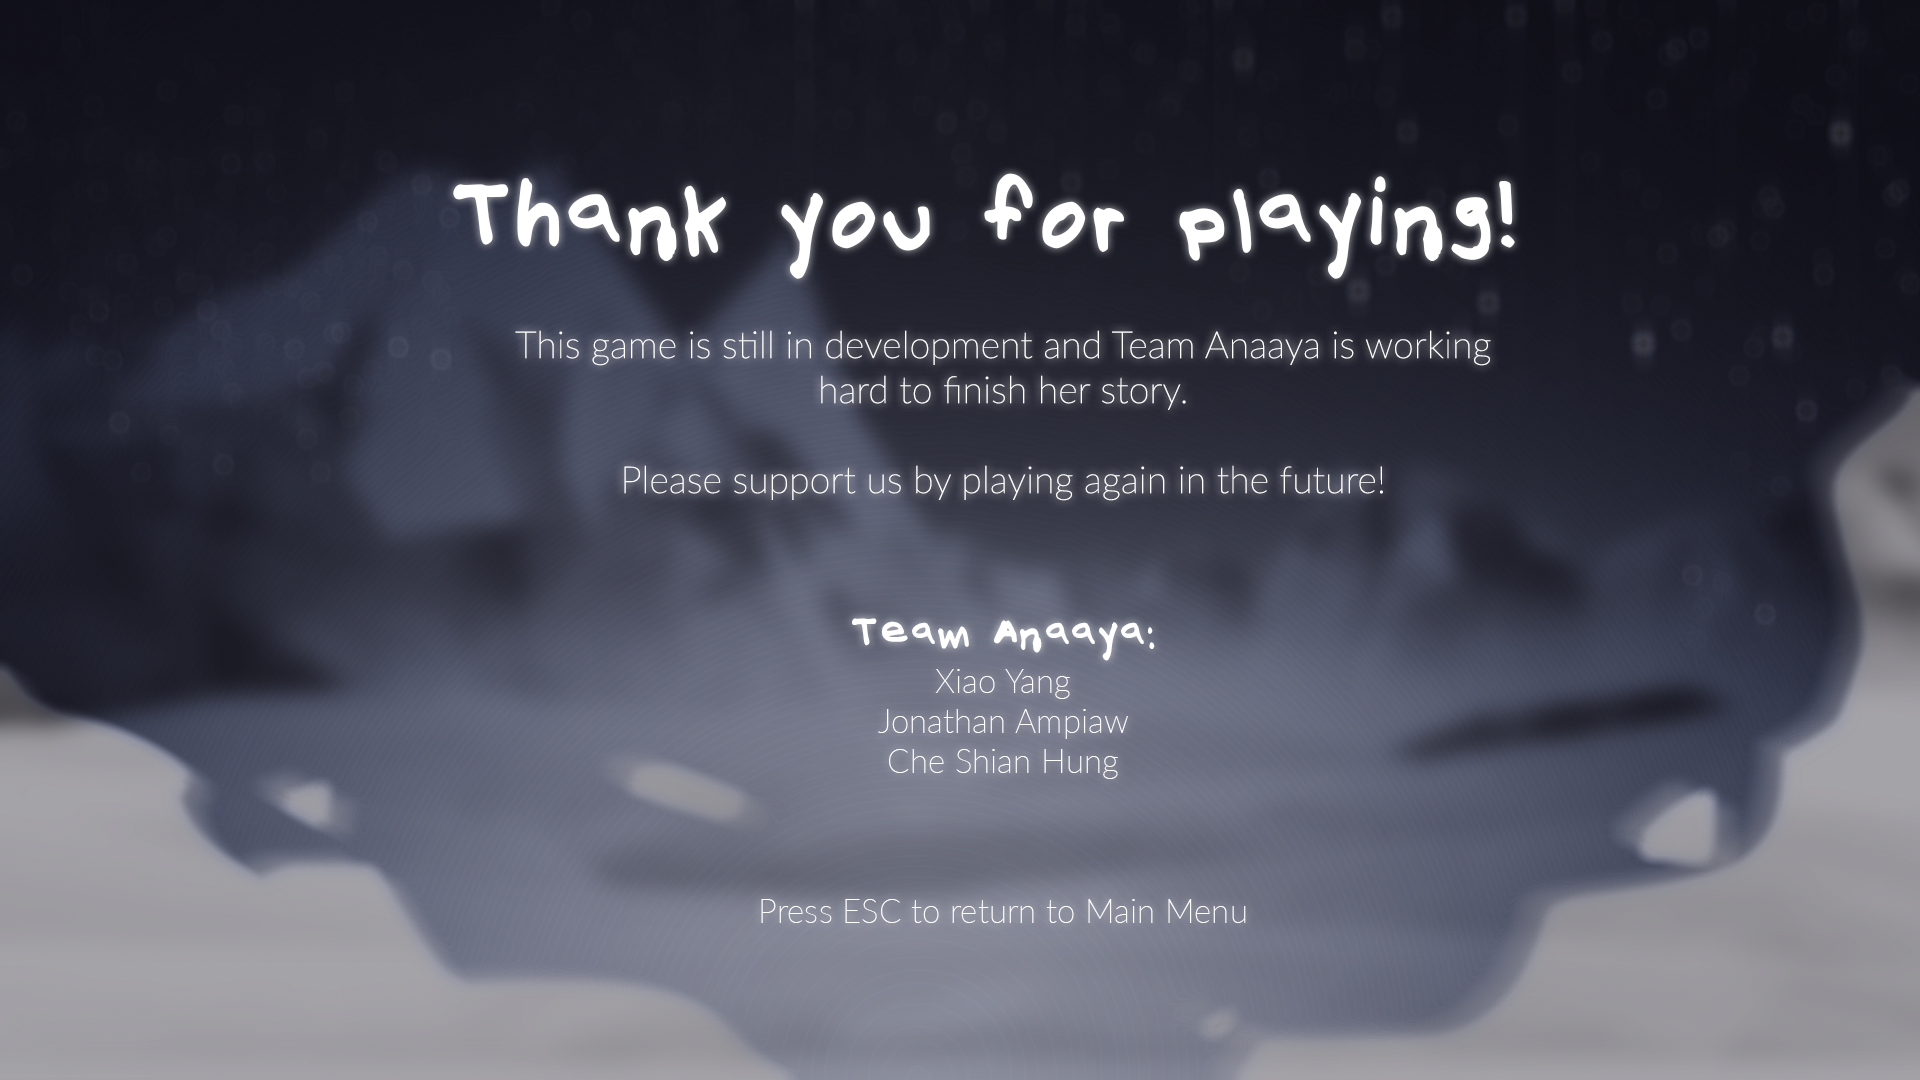 Thank you for playing!
This game is still in development and Team Anaaya is working
hard to finish her story.
Please support us by playing again in the future!
Team Anaaya:
Xiao Yang
Jonathan Ampiaw
Che Shian Hung
Press ESC to return to Main Menu